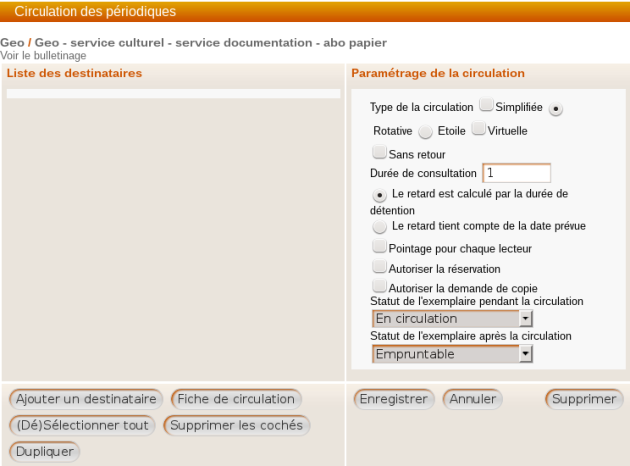 Circulation des périodiques
Geo / Geo - service culturel - service documentation - abo papier
Voir le bulletinage
Liste des destinataires
Paramétrage de la circulation
Type de la circulation Simplifiée
Rotative Etoile Virtuelle
Sans retour
Durée de consultation 1
Le retard est calculé par la durée de
détention
Le retard tient compte de la date prévue
Pointage pour chaque lecteur
Autoriser la réservation
Autoriser la demande de copie
Statut de l'exemplaire pendant la circulation
En circulation
Statut de l'exemplaire après la circulation
Empruntable
Ajouter un destinataire Fiche de circulation
(Dé)Sélectionner tout Supprimer les cochés
Dupliquer
Enregistrer Annuler Supprimer